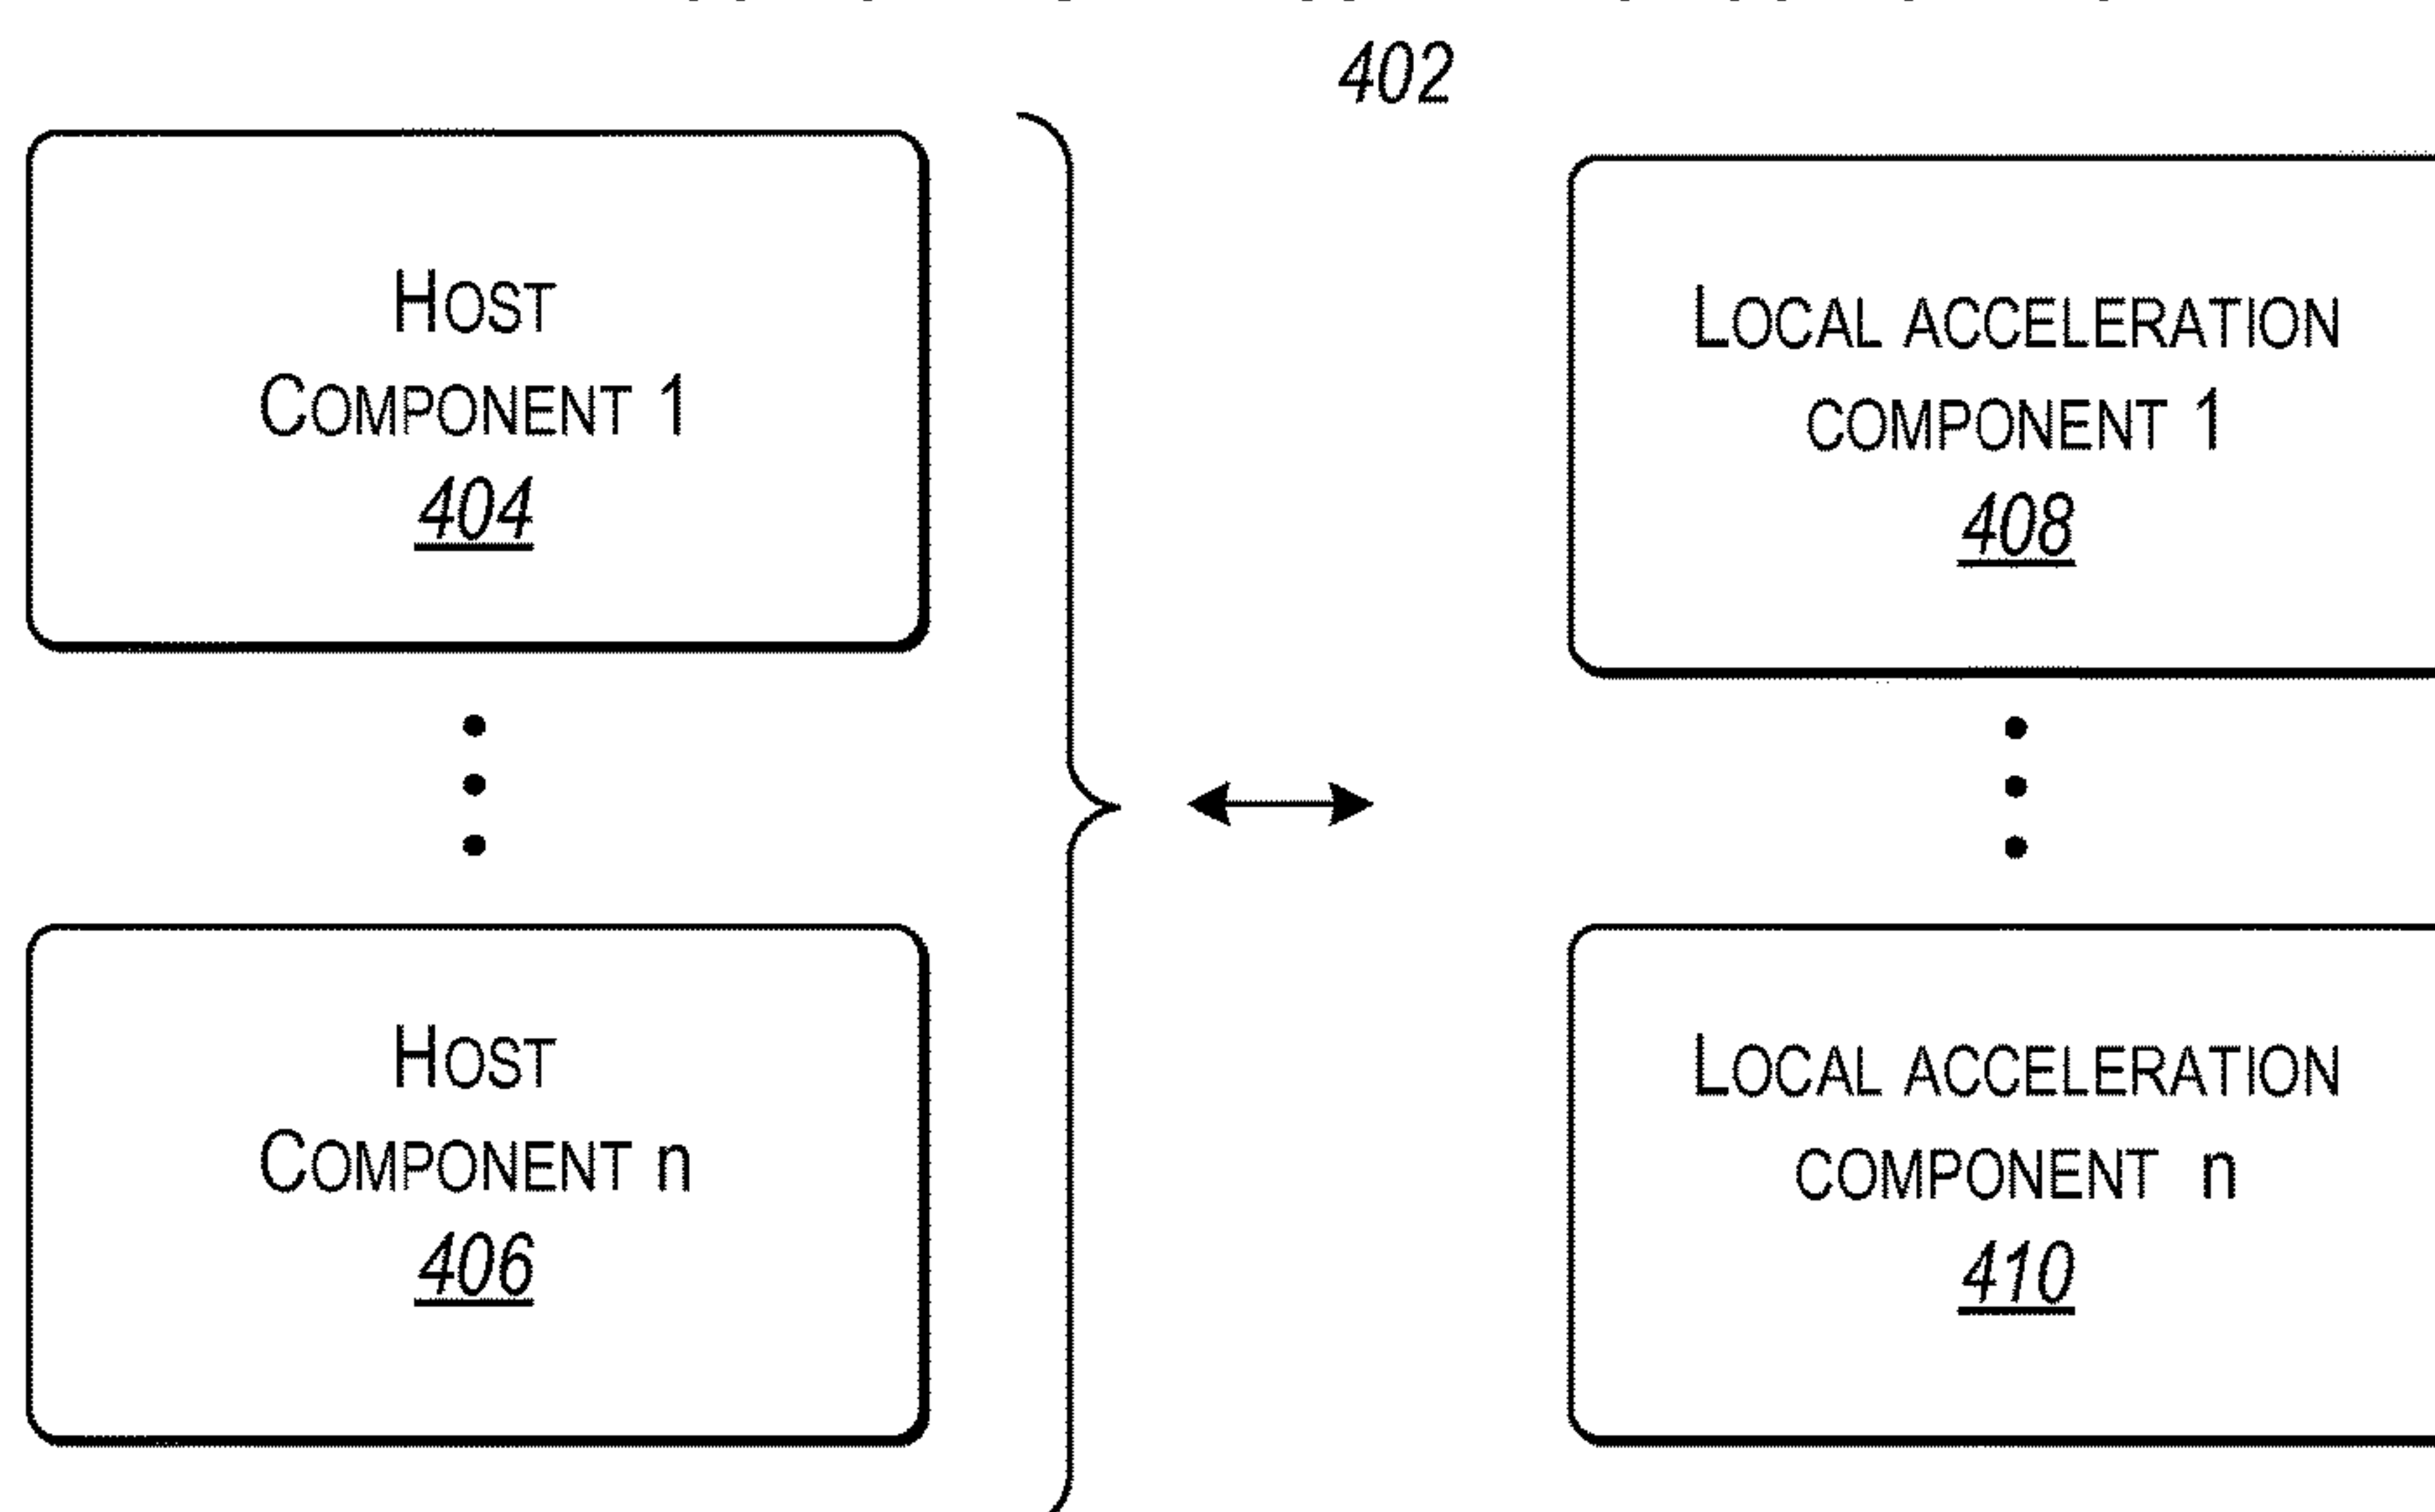 402
HOST
COMPONENT 1
404
LOCAL ACCELERATION
COMPONENT 1
408
HOST
COMPONENT n
406
LOCAL ACCELERATION
COMPONENT n
410